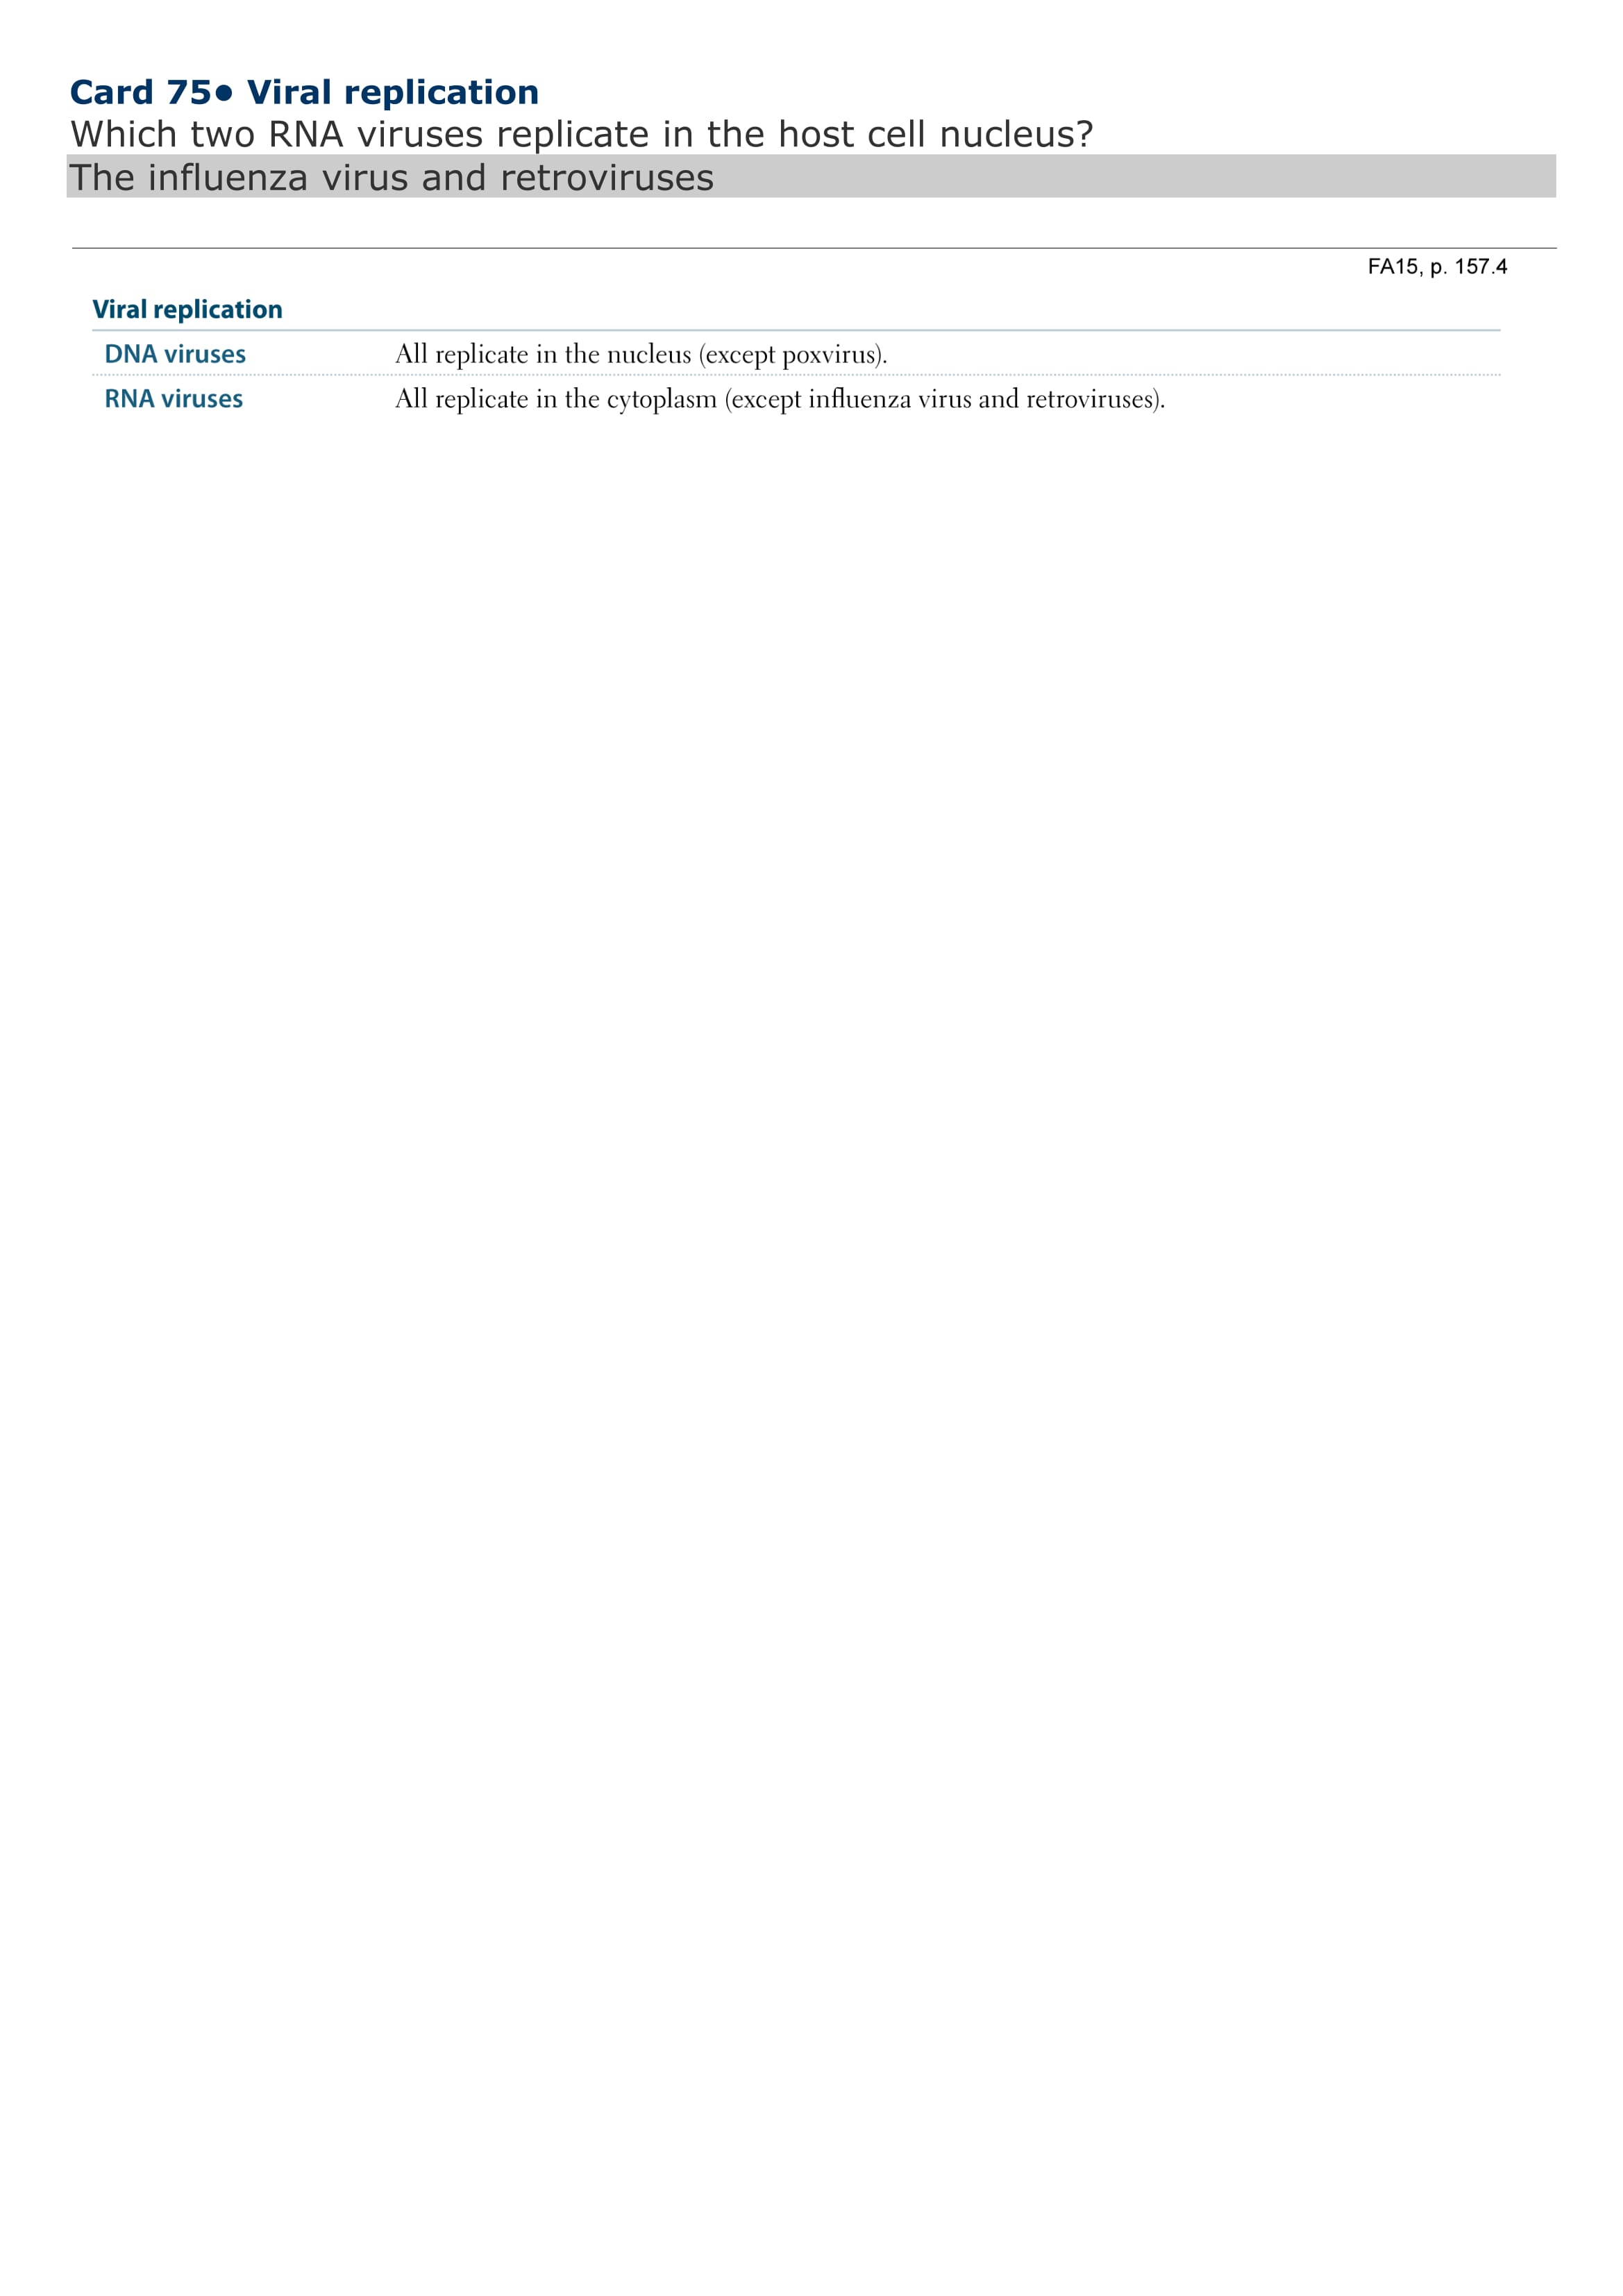 Card 75● Viral replication
Which two RNA viruses replicate in the host cell nucleus?
The influenza virus and retroviruses
FA15, p. 157.4
Viral replication
DNA viruses All replicate in the nucleus (except poxvirus).
RNA viruses All replicate in the cytoplasm (except influenza virus and retroviruses).